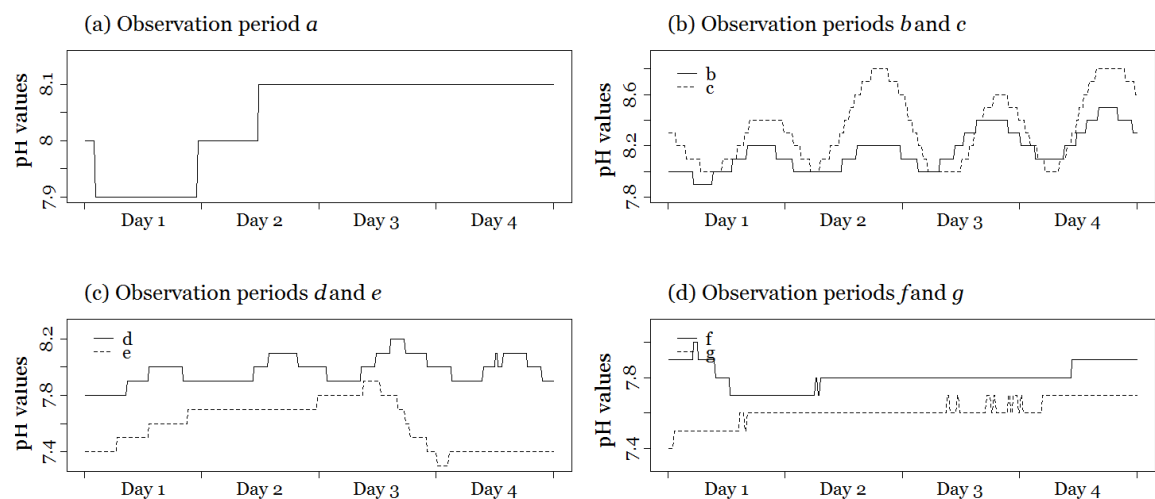 (a) Observation period a
pH values
8.1
8
7.9
Day 1 Day 2 Day 3 Day 4
(b) Observation periods b and c
pH values
8.6
8.2
7.8
b
c
Day 1 Day 2 Day 3 Day 4
(c) Observation periods d and e
pH values
8.2
7.8
7.4
d
e
Day 1 Day 2 Day 3 Day 4
(d) Observation periods f and g
pH values
7.8
7.4
f
g
Day 1 Day 2 Day 3 Day 4